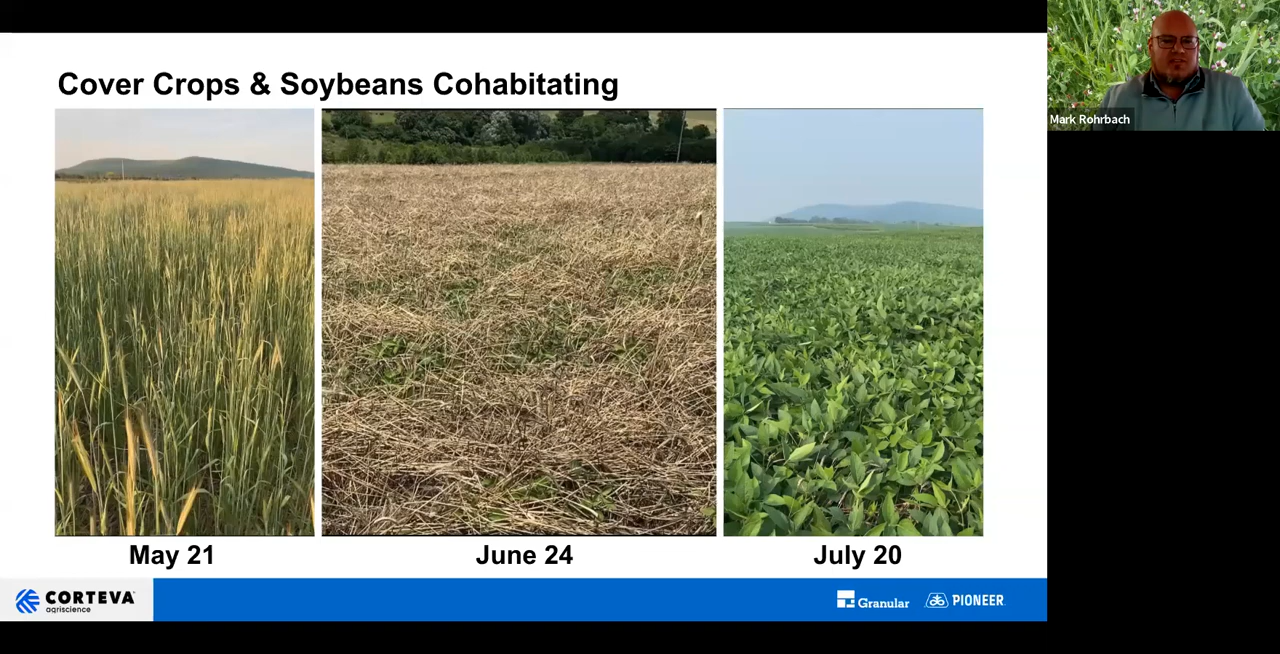 Cover Crops & Soybeans Cohabitating
Mark Rohrbach
May 21
June 24
July 20
CORTEVA
agriscience
Granular
PIONEER